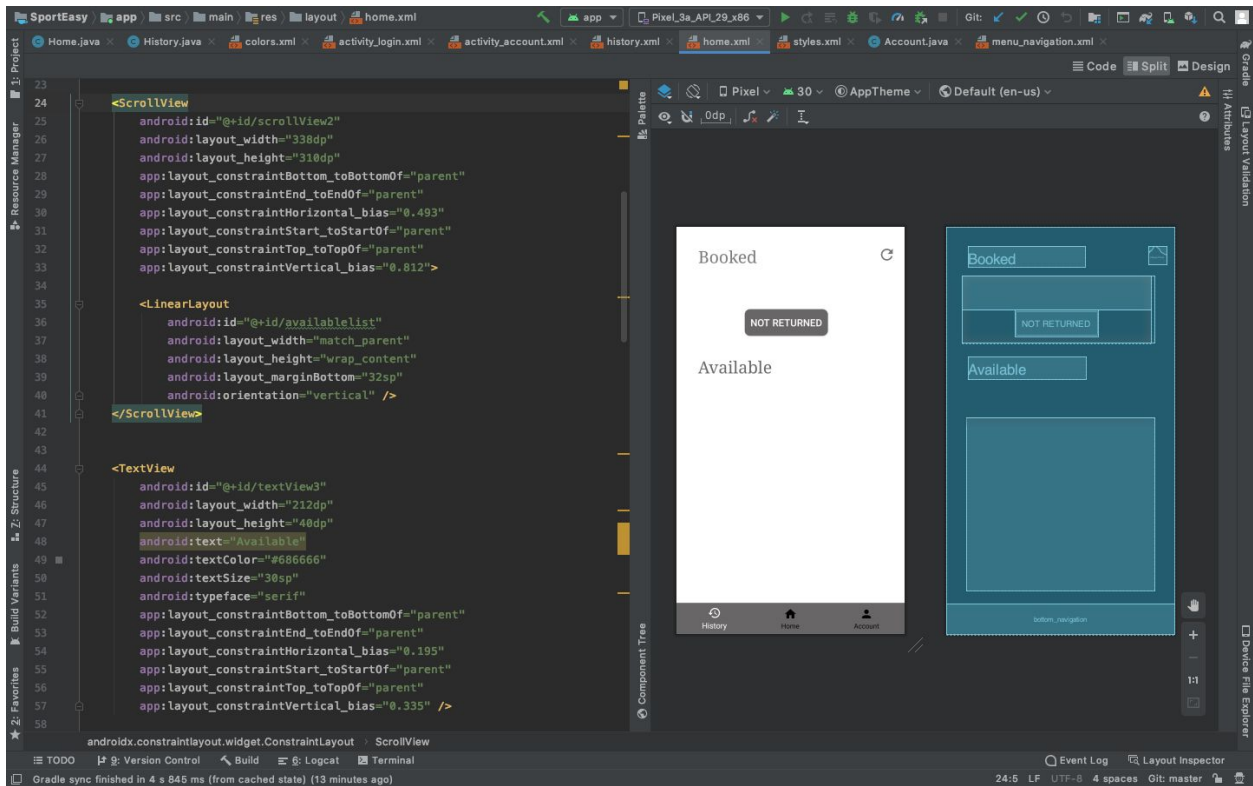 SportEasy app src main res layout home.xml app Pixel_3a_API_29_x86 Git:
Home.java History.java colors.xml activity_login.xml activity_account.xml history.xml home.xml styles.xml Account.java menu_navigation.xml
Code Split Design
1: Project
Resource Manager
7: Structure
Build Variants
2: Favorites
23
24 <ScrollView
25 android:id="@+id/scrollView2"
26 android:layout_width="338dp"
27 android:layout_height="310dp"
28 app:layout_constraintBottom_toBottomOf="parent"
29 app:layout_constraintEnd_toEndOf="parent"
30 app:layout_constraintHorizontal_bias="0.493"
31 app:layout_constraintStart_toStartOf="parent"
32 app:layout_constraintTop_toTopOf="parent"
33 app:layout_constraintVertical_bias="0.812">
34
35 <LinearLayout
36 android:id="@+id/availablelist"
37 android:layout_width="match_parent"
38 android:layout_height="wrap_content"
39 android:layout_marginBottom="32sp"
40 android:orientation="vertical" />
41 </ScrollView>
42
43
44 <TextView
45 android:id="@+id/textView3"
46 android:layout_width="212dp"
47 android:layout_height="40dp"
48 android:text="Available"
49 android:textColor="#686666"
50 android:textSize="30sp"
51 android:typeface="serif"
52 app:layout_constraintBottom_toBottomOf="parent"
53 app:layout_constraintEnd_toEndOf="parent"
54 app:layout_constraintHorizontal_bias="0.195"
55 app:layout_constraintStart_toStartOf="parent"
56 app:layout_constraintTop_toTopOf="parent"
57 app:layout_constraintVertical_bias="0.335" />
58
androidx.constraintlayout.widget.ConstraintLayout ScrollView
Palette
Component Tree
Pixel 30 AppTheme Default (en-us)
0dp
Booked
NOT RETURNED
Available
History Home Account
Booked
NOT RETURNED
Available
bottom_navigation
1:1
Attributes
Gradle
Layout Validation
Device File Explorer
TODO 9: Version Control Build 6: Logcat Terminal Event Log Layout Inspector
Gradle sync finished in 4 s 845 ms (from cached state) (13 minutes ago) 24:5 LF UTF-8 4 spaces Git: master